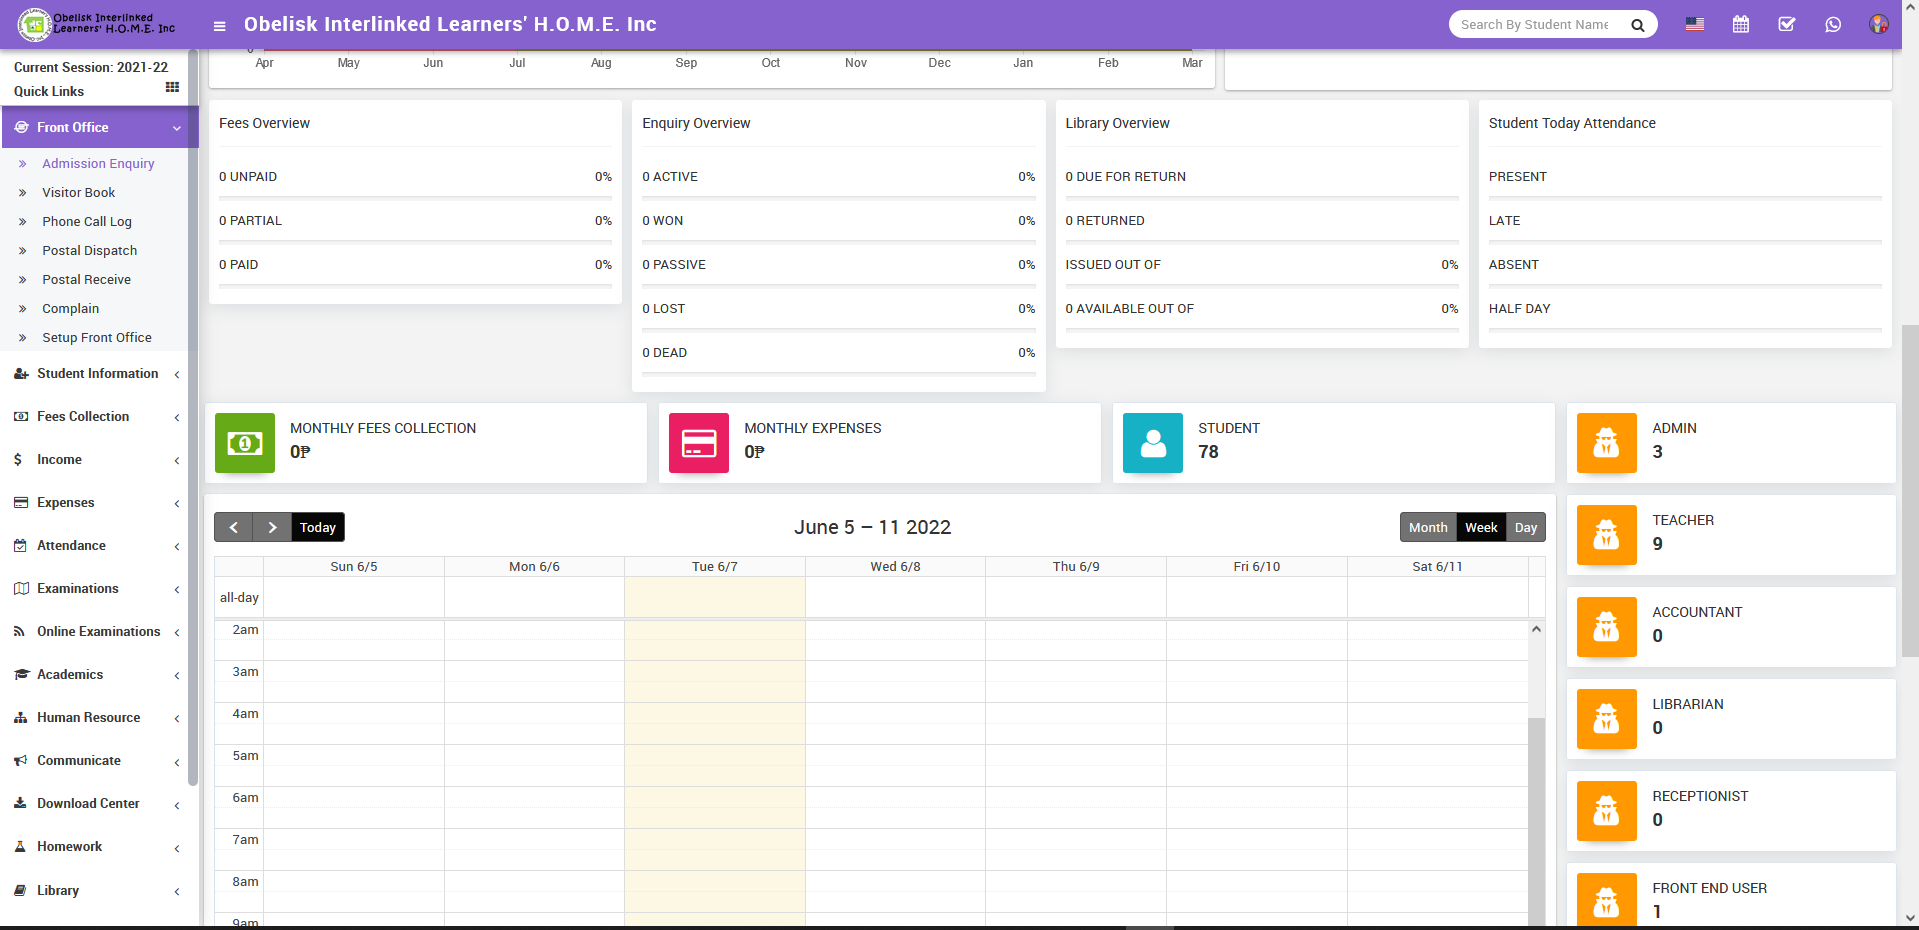 Obelisk Interlinked
Learners' H.O.M.E. Inc
Obelisk Interlinked Learners' H.O.M.E. Inc
Search By Student Name
Current Session: 2021-22
Quick Links
Front Office
Admission Enquiry
Visitor Book
Phone Call Log
Postal Dispatch
Postal Receive
Complain
Setup Front Office
Student Information
Fees Collection
Income
Expenses
Attendance
Examinations
Online Examinations
Academics
Human Resource
Communicate
Download Center
Homework
Library
0
Apr May Jun Jul Aug Sep Oct Nov Dec Jan Feb Mar
Fees Overview
0 UNPAID 0%
0 PARTIAL 0%
0 PAID 0%
Enquiry Overview
0 ACTIVE 0%
0 WON 0%
0 PASSIVE 0%
0 LOST 0%
0 DEAD 0%
Library Overview
0 DUE FOR RETURN
0 RETURNED
ISSUED OUT OF 0%
0 AVAILABLE OUT OF 0%
Student Today Attendance
PRESENT
LATE
ABSENT
HALF DAY
MONTHLY FEES COLLECTION
0₱
MONTHLY EXPENSES
0₱
STUDENT
78
ADMIN
3
TEACHER
9
ACCOUNTANT
0
LIBRARIAN
0
RECEPTIONIST
0
FRONT END USER
1
Today
June 5 – 11 2022
Month Week Day
Sun 6/5 Mon 6/6 Tue 6/7 Wed 6/8 Thu 6/9 Fri 6/10 Sat 6/11
all-day
2am
3am
4am
5am
6am
7am
8am
9am